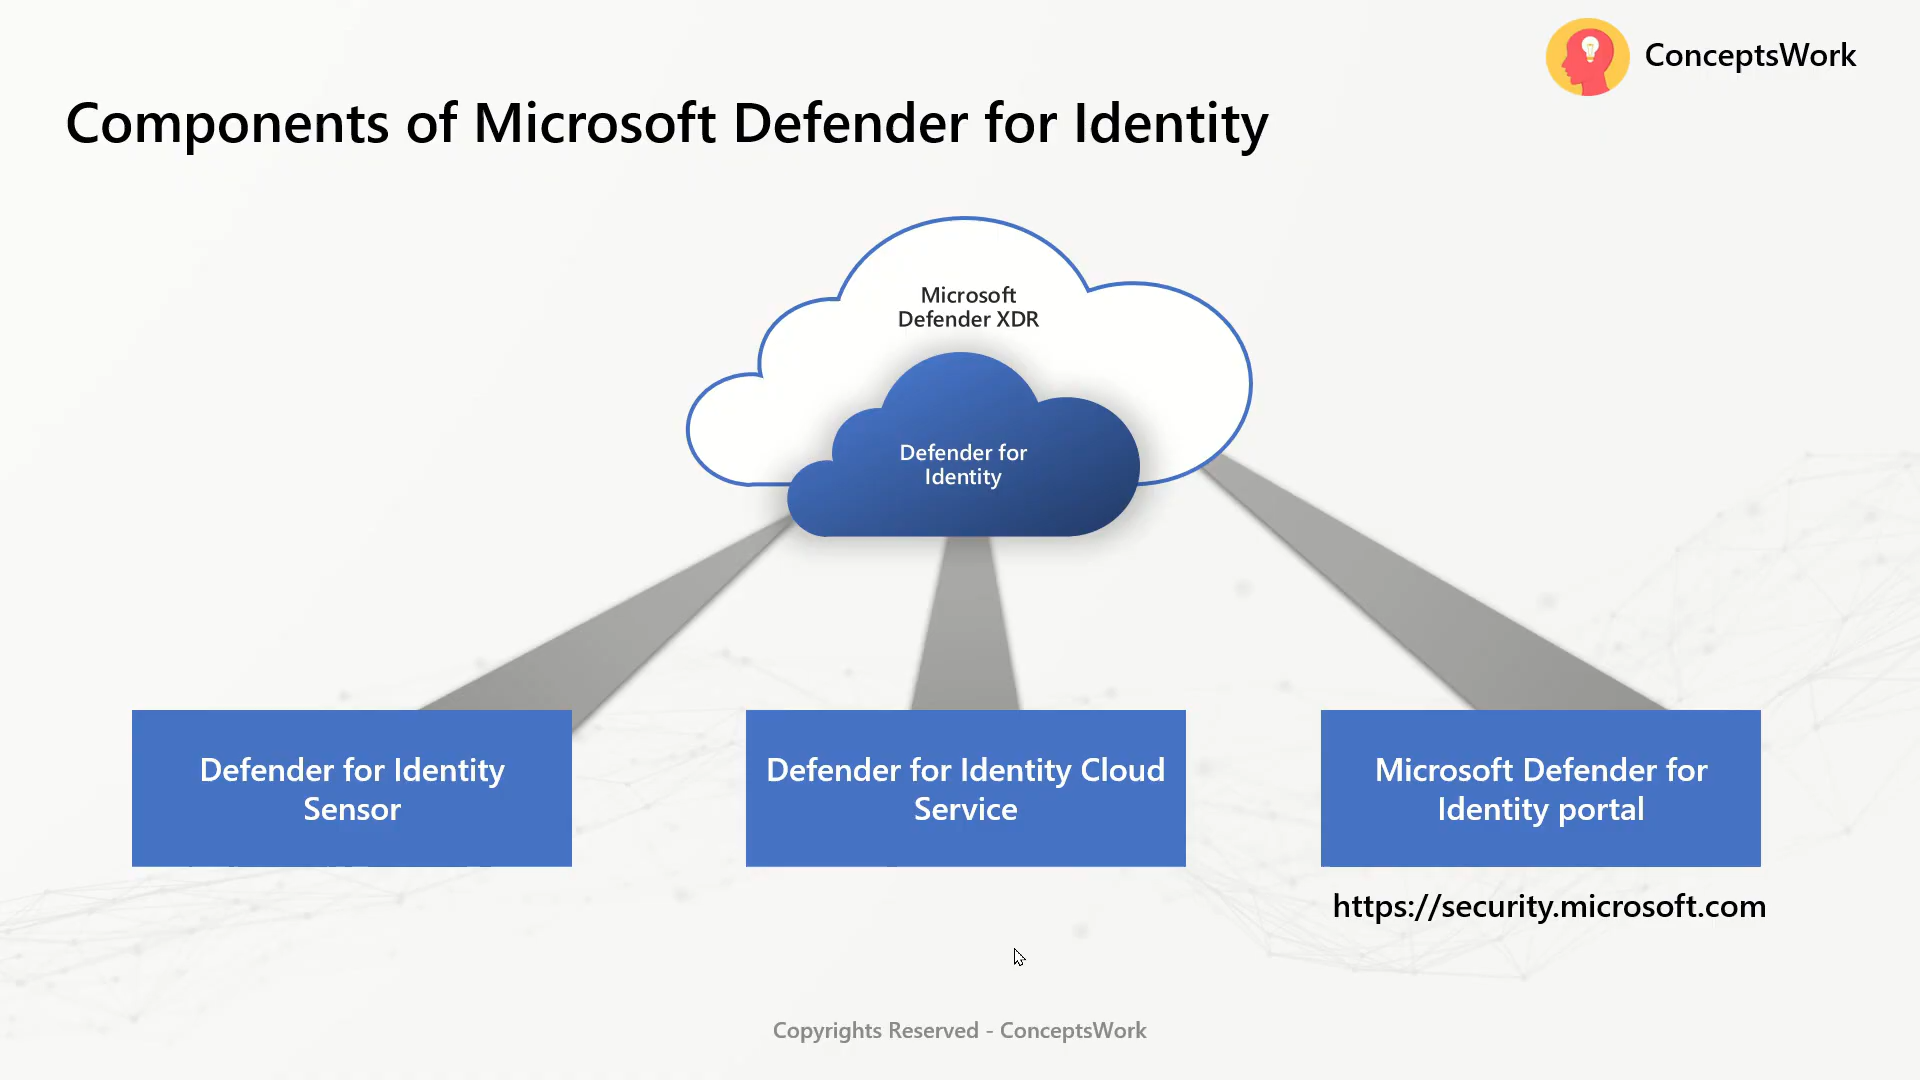 ConceptsWork
Components of Microsoft Defender for Identity
Microsoft
Defender XDR
Defender for
Identity
Defender for Identity
Sensor
Defender for Identity Cloud
Service
Microsoft Defender for
Identity portal
https://security.microsoft.com
Copyrights Reserved - ConceptsWork